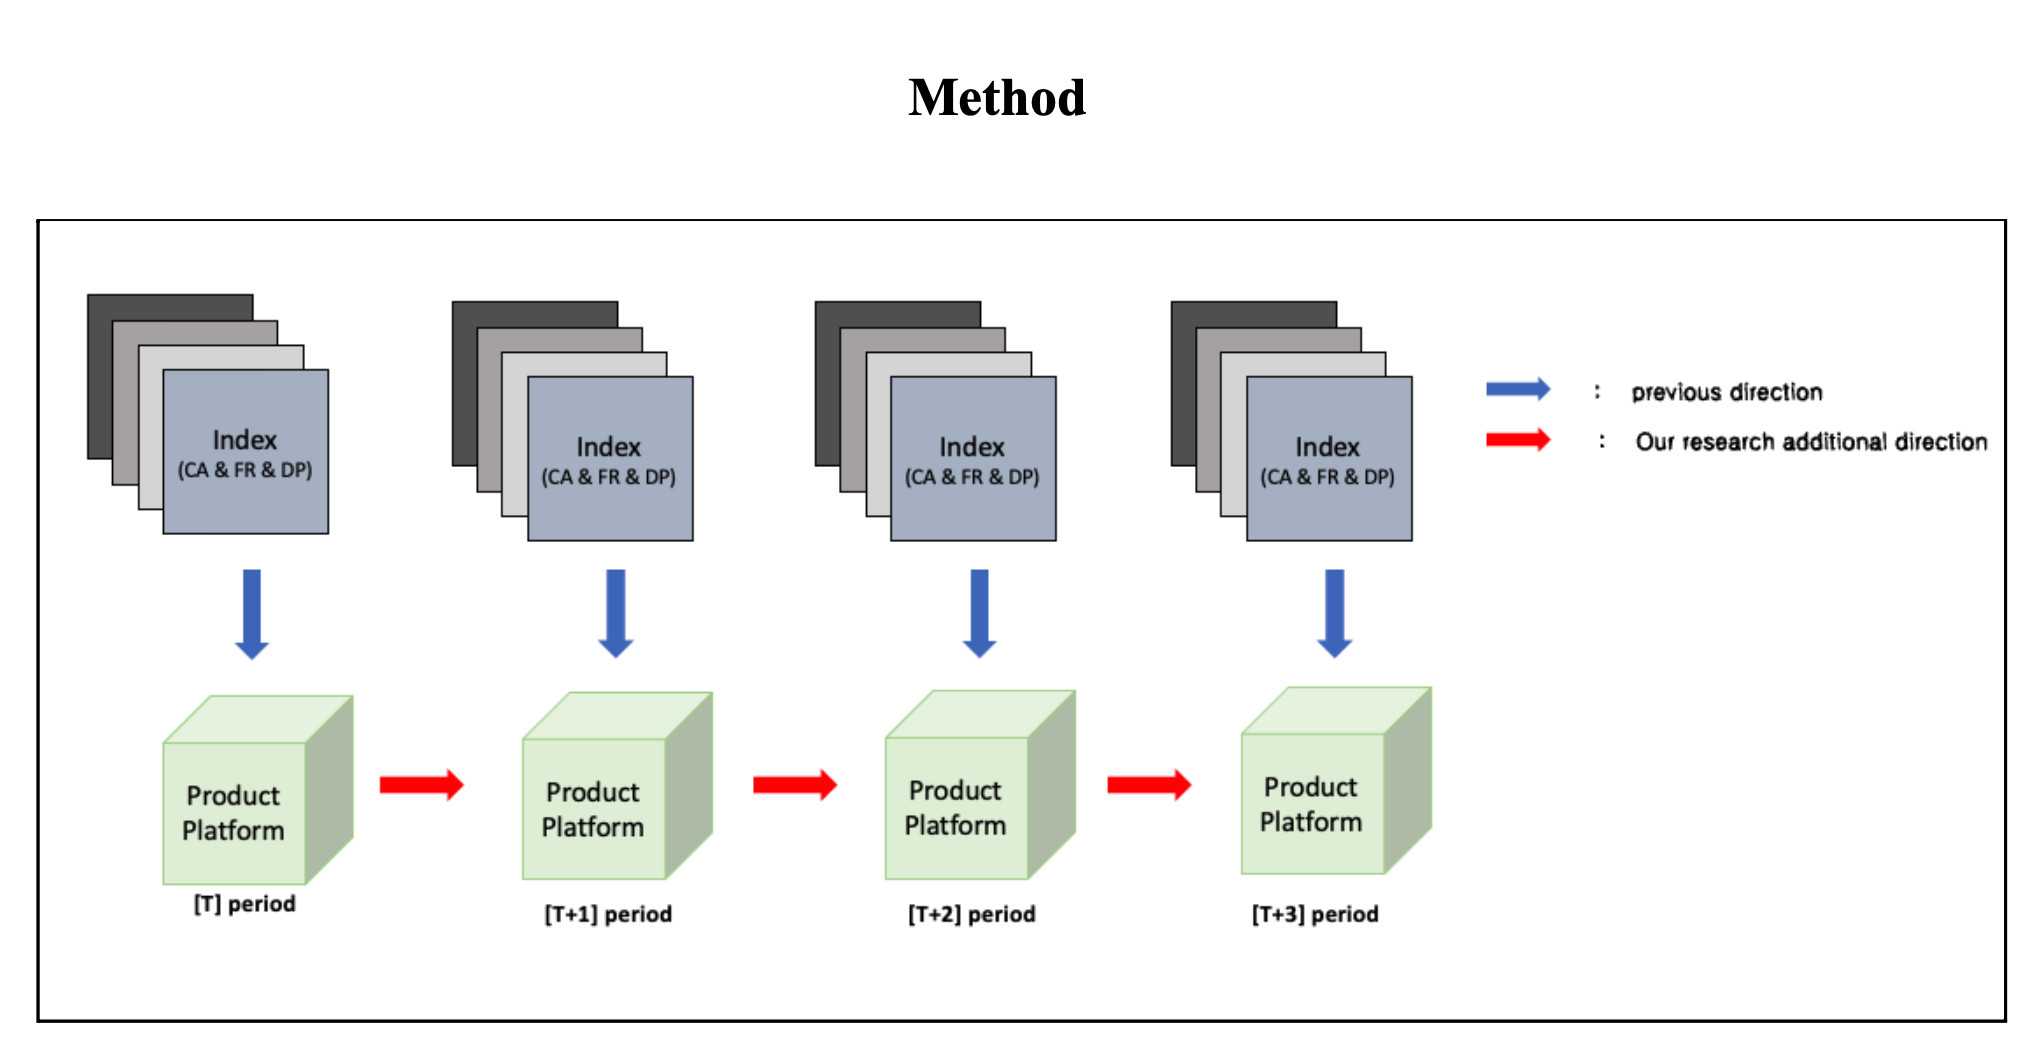 Method
Index
(CA & FR & DP)
Index
(CA & FR & DP)
Index
(CA & FR & DP)
Index
(CA & FR & DP)
: previous direction
: Our research additional direction
Product
Platform
[T] period
Product
Platform
[T+1] period
Product
Platform
[T+2] period
Product
Platform
[T+3] period